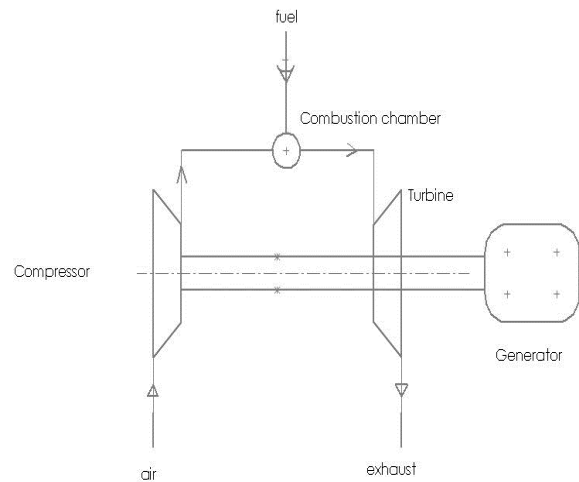 fuel
Combustion chamber
Turbine
Compressor
Generator
air
exhaust